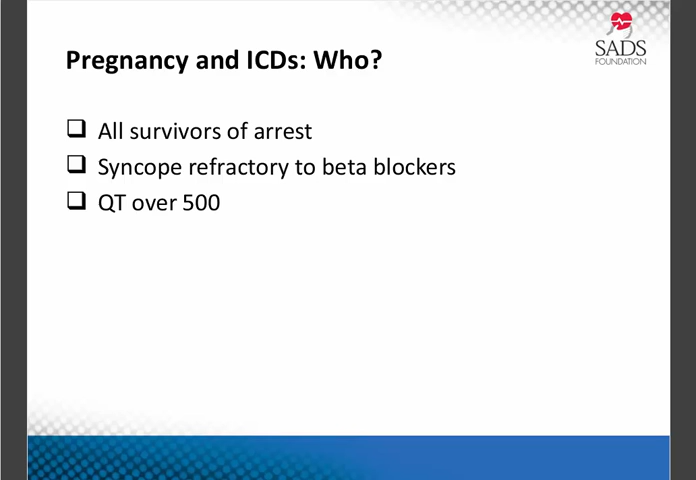 SADS
FOUNDATION
Pregnancy and ICDs: Who?
All survivors of arrest
Syncope refractory to beta blockers
QT over 500